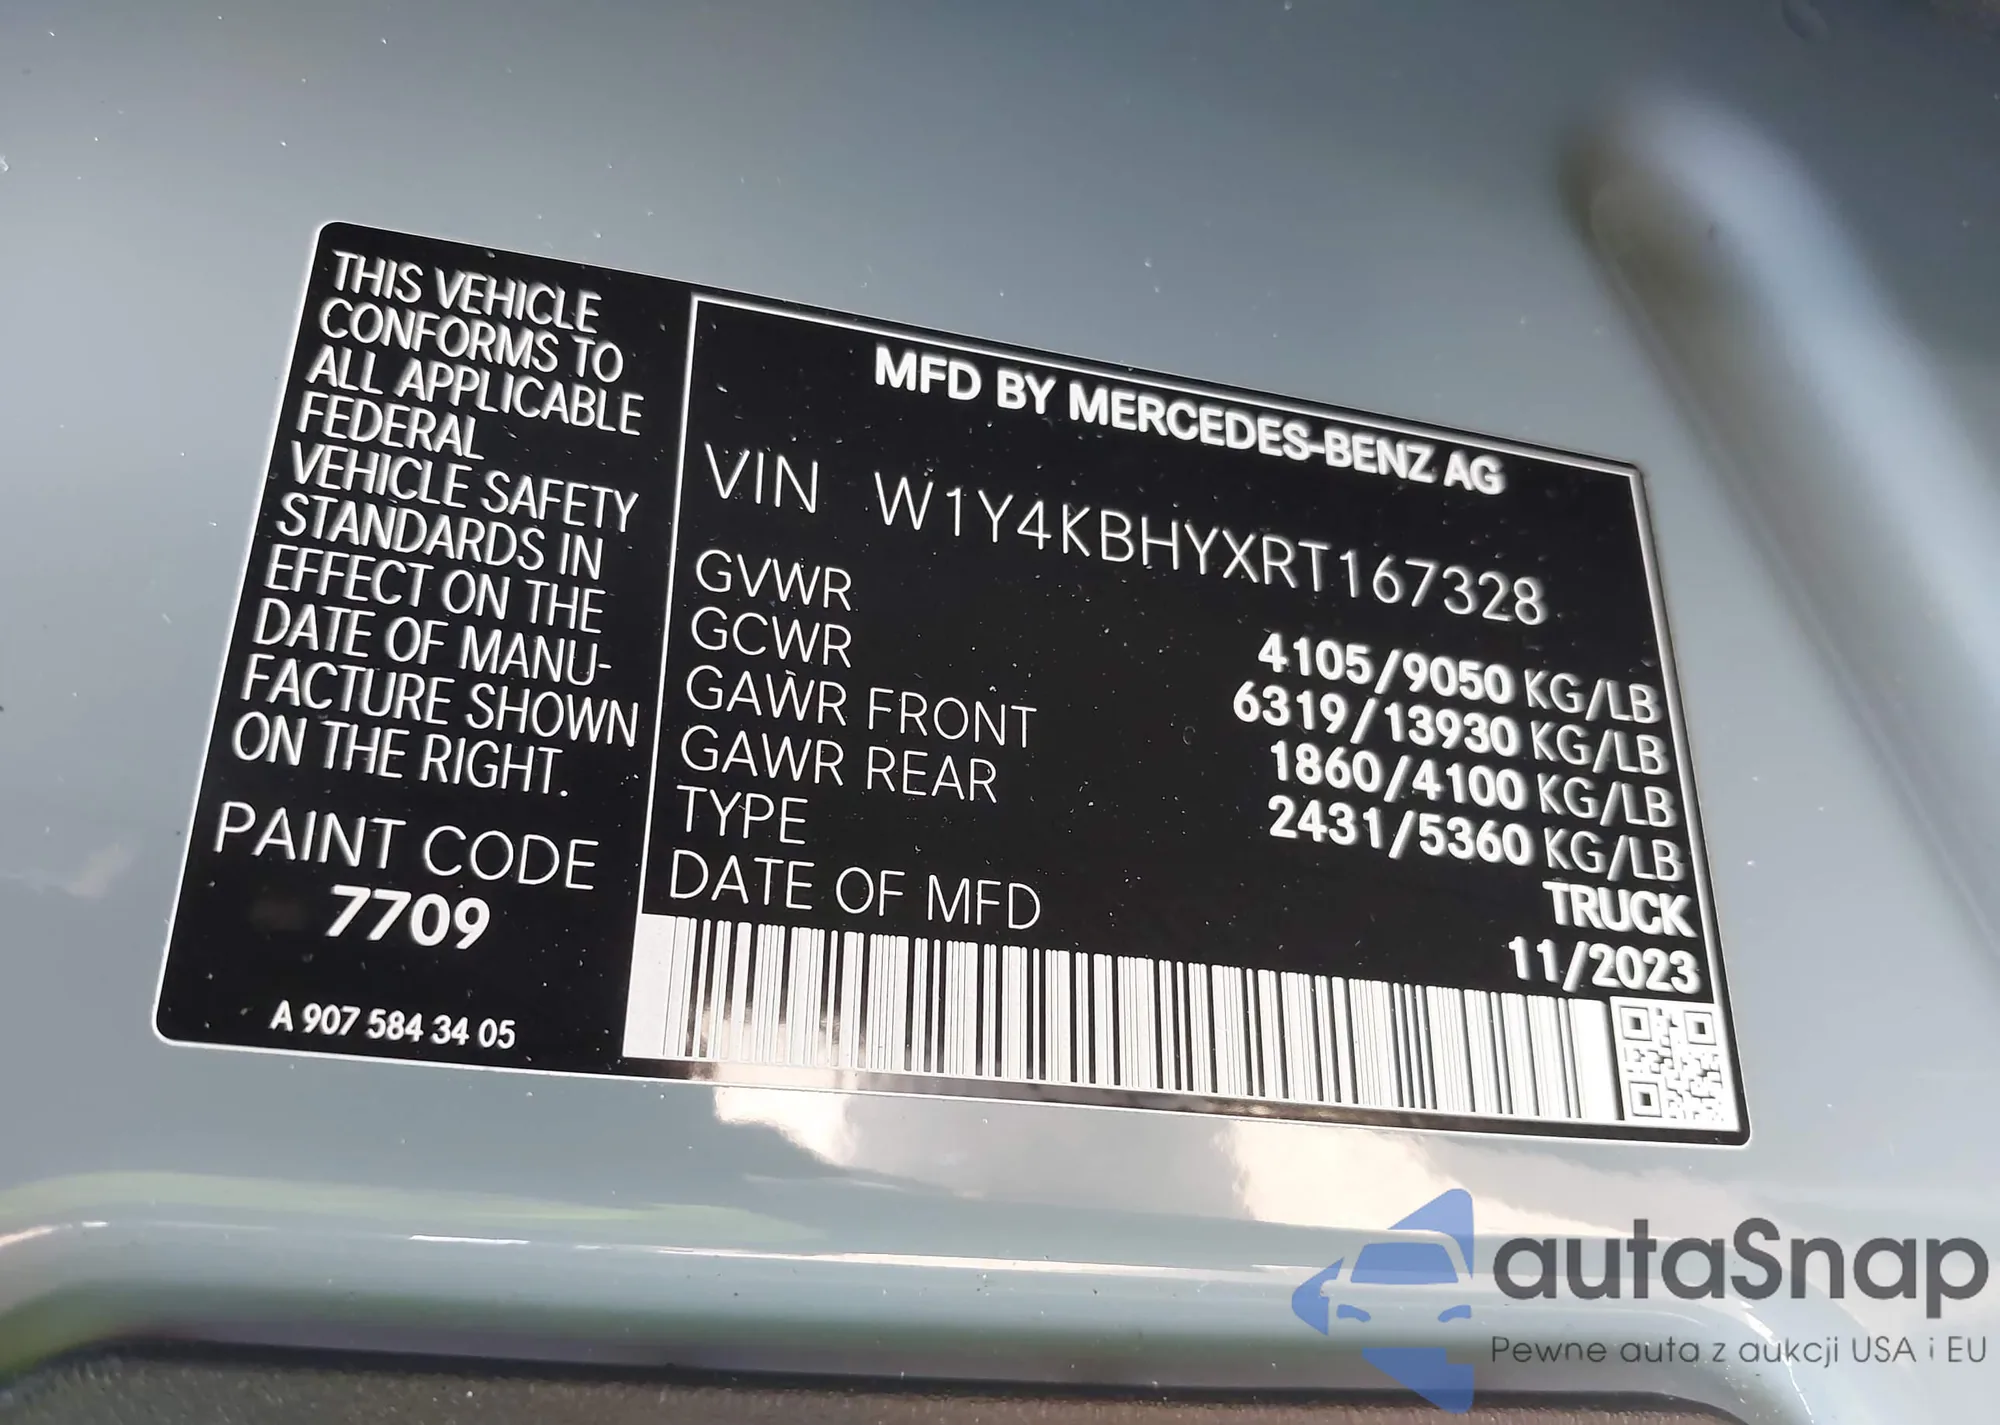 THIS VEHICLE
CONFORMS TO
ALL APPLICABLE
FEDERAL
VEHICLE SAFETY
STANDARDS IN
EFFECT ON THE
DATE OF MANU-
FACTURE SHOWN
ON THE RIGHT.
PAINT CODE
7709
A 907 584 34 05
MFD BY MERCEDES-BENZ AG
VIN W1Y4KBHYXRT167328
GVWR 4105/9050 KG/LB
GCWR 6319/13930 KG/LB
GAWR FRONT 1860/4100 KG/LB
GAWR REAR 2431/5360 KG/LB
TYPE TRUCK
DATE OF MFD 11/2023
autaSnap
Pewne auta z aukcji USA i EU